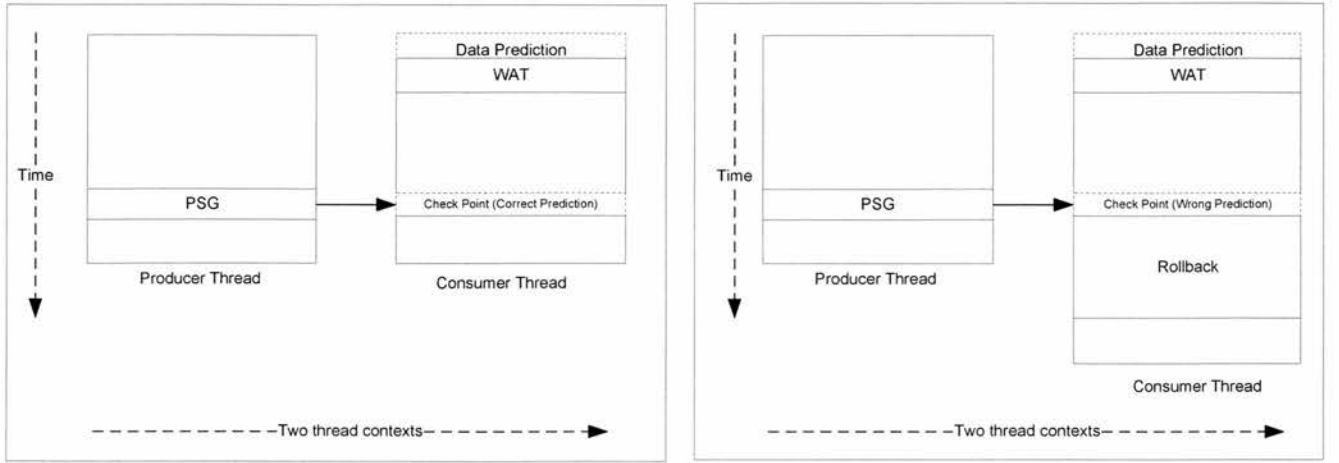 Data Prediction
WAT
Time
PSG
Check Point (Correct Prediction)
Producer Thread
Consumer Thread
Two thread contexts
Data Prediction
WAT
Time
PSG
Check Point (Wrong Prediction)
Rollback
Producer Thread
Consumer Thread
Two thread contexts